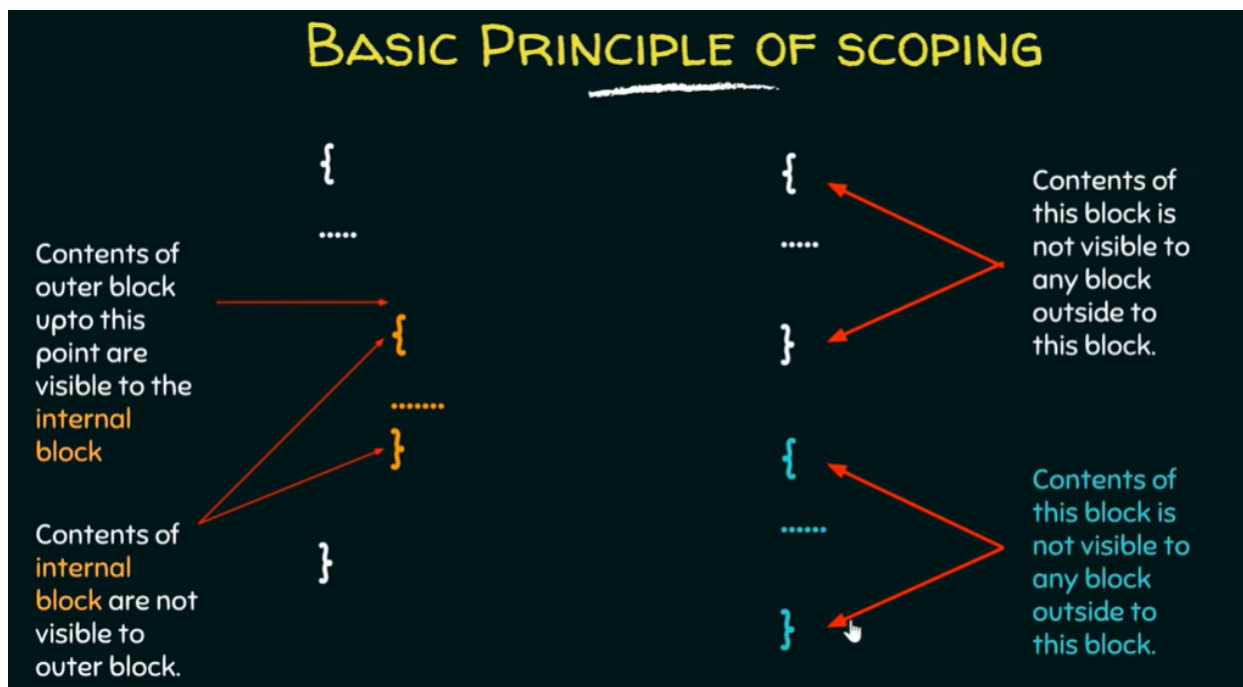 BASIC PRINCIPLE OF SCOPING
{
.....
Contents of
outer block
upto this
point are
visible to the
internal
block
{
.......
}
Contents of
internal
block are not
visible to
outer block.
}
{
.....
}
Contents of
this block is
not visible to
any block
outside to
this block.
{
......
}
Contents of
this block is
not visible to
any block
outside to
this block.